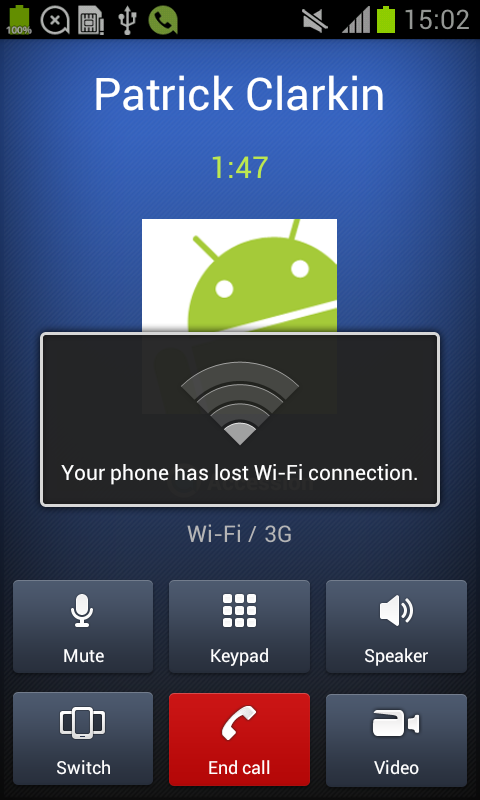 100%
15:02
Patrick Clarkin
1:47
Your phone has lost Wi-Fi connection.
Wi-Fi / 3G
Mute
Keypad
Speaker
Switch
End call
Video